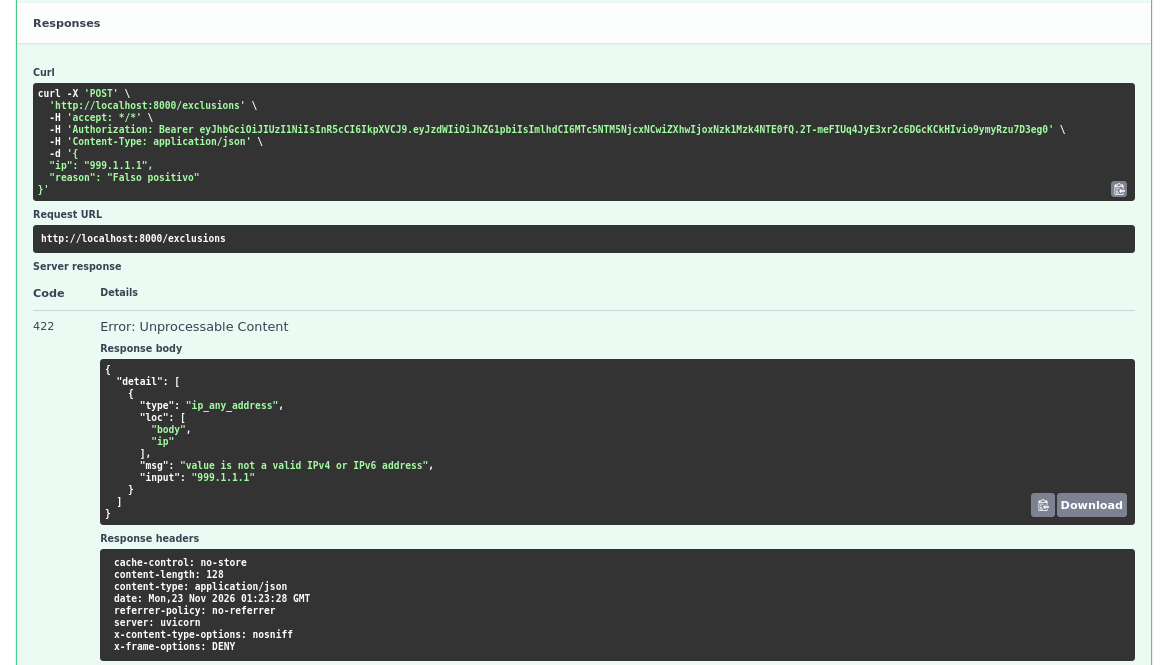 Responses
Curl
curl -X 'POST' \
  'http://localhost:8000/exclusions' \
  -H 'accept: */*' \
  -H 'Authorization: Bearer eyJhbGciOiJIUzI1NiIsInR5cCI6IkpXVCJ9.eyJzdWIiOiJhZG1pbiIsImlhdCI6MTc5NTM5NjcxNCwiZXhwIjoxNzk1Mzk4NTE0fQ.2T-meFIUq4JyE3xr2c6DGcKCkHIvio9ymyRzu7D3eg0' \
  -H 'Content-Type: application/json' \
  -d '{
  "ip": "999.1.1.1",
  "reason": "Falso positivo"
}'
Request URL
http://localhost:8000/exclusions
Server response
Code Details
422 Error: Unprocessable Content
Response body
{
  "detail": [
    {
      "type": "ip_any_address",
      "loc": [
        "body",
        "ip"
      ],
      "msg": "value is not a valid IPv4 or IPv6 address",
      "input": "999.1.1.1"
    }
  ]
}
Download
Response headers
cache-control: no-store
content-length: 128
content-type: application/json
date: Mon,23 Nov 2026 01:23:28 GMT
referrer-policy: no-referrer
server: uvicorn
x-content-type-options: nosniff
x-frame-options: DENY